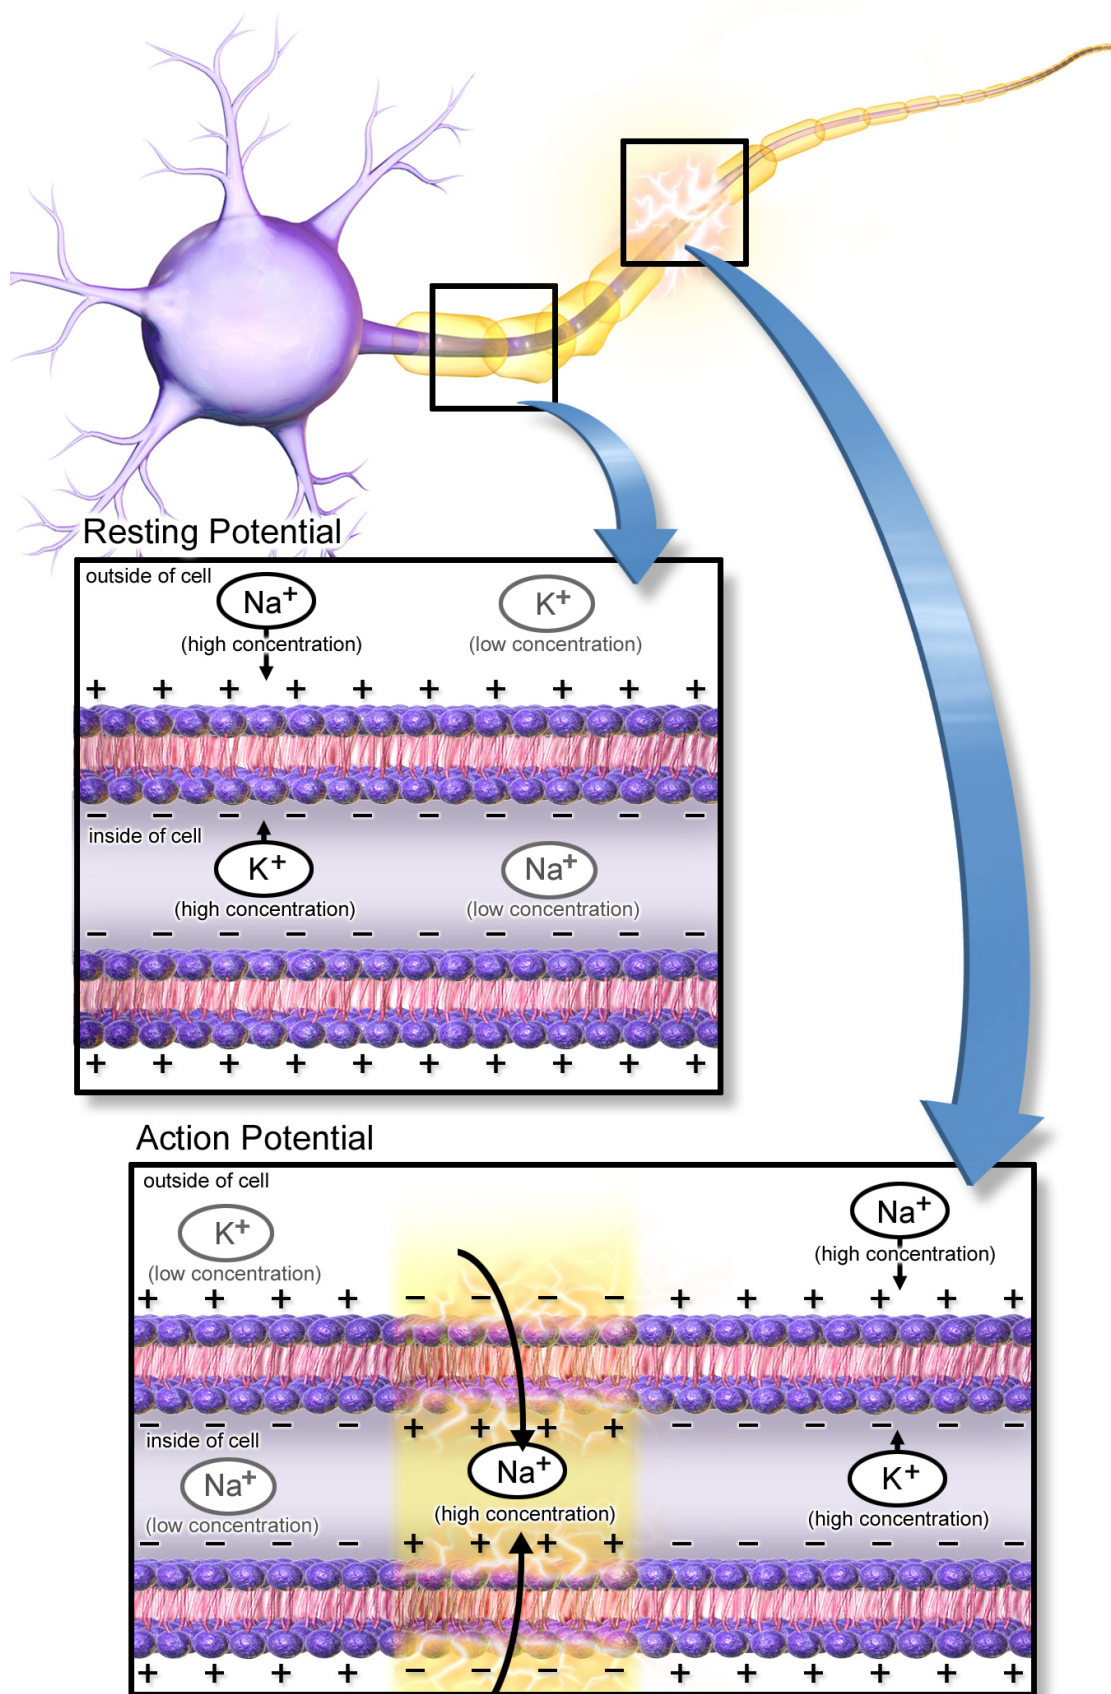 Resting Potential
outside of cell
Na+ K+
(high concentration) (low concentration)
+ + + + + + + + + +
− − − − − − − − − −
inside of cell
K+ Na+
(high concentration) (low concentration)
− − − − − − − − − −
+ + + + + + + + + +
Action Potential
outside of cell
K+ Na+
(low concentration) (high concentration)
+ + + + − − − − + + + + + +
− − − − + + + + − − − − − −
inside of cell
Na+ Na+ K+
(low concentration) (high concentration) (high concentration)
− − − − + + + + − − − − − −
+ + + + − − − − + + + + + +